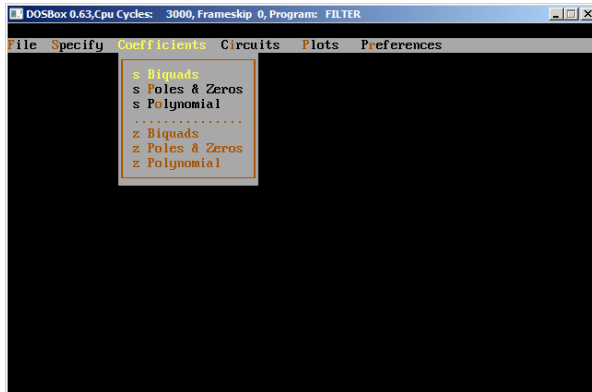 DOSBox 0.63,Cpu Cycles:    3000, Frameskip  0, Program:   FILTER
File  Specify  Coefficients  Circuits   Plots   Preferences
s Biquads
s Poles & Zeros
s Polynomial
...............
z Biquads
z Poles & Zeros
z Polynomial